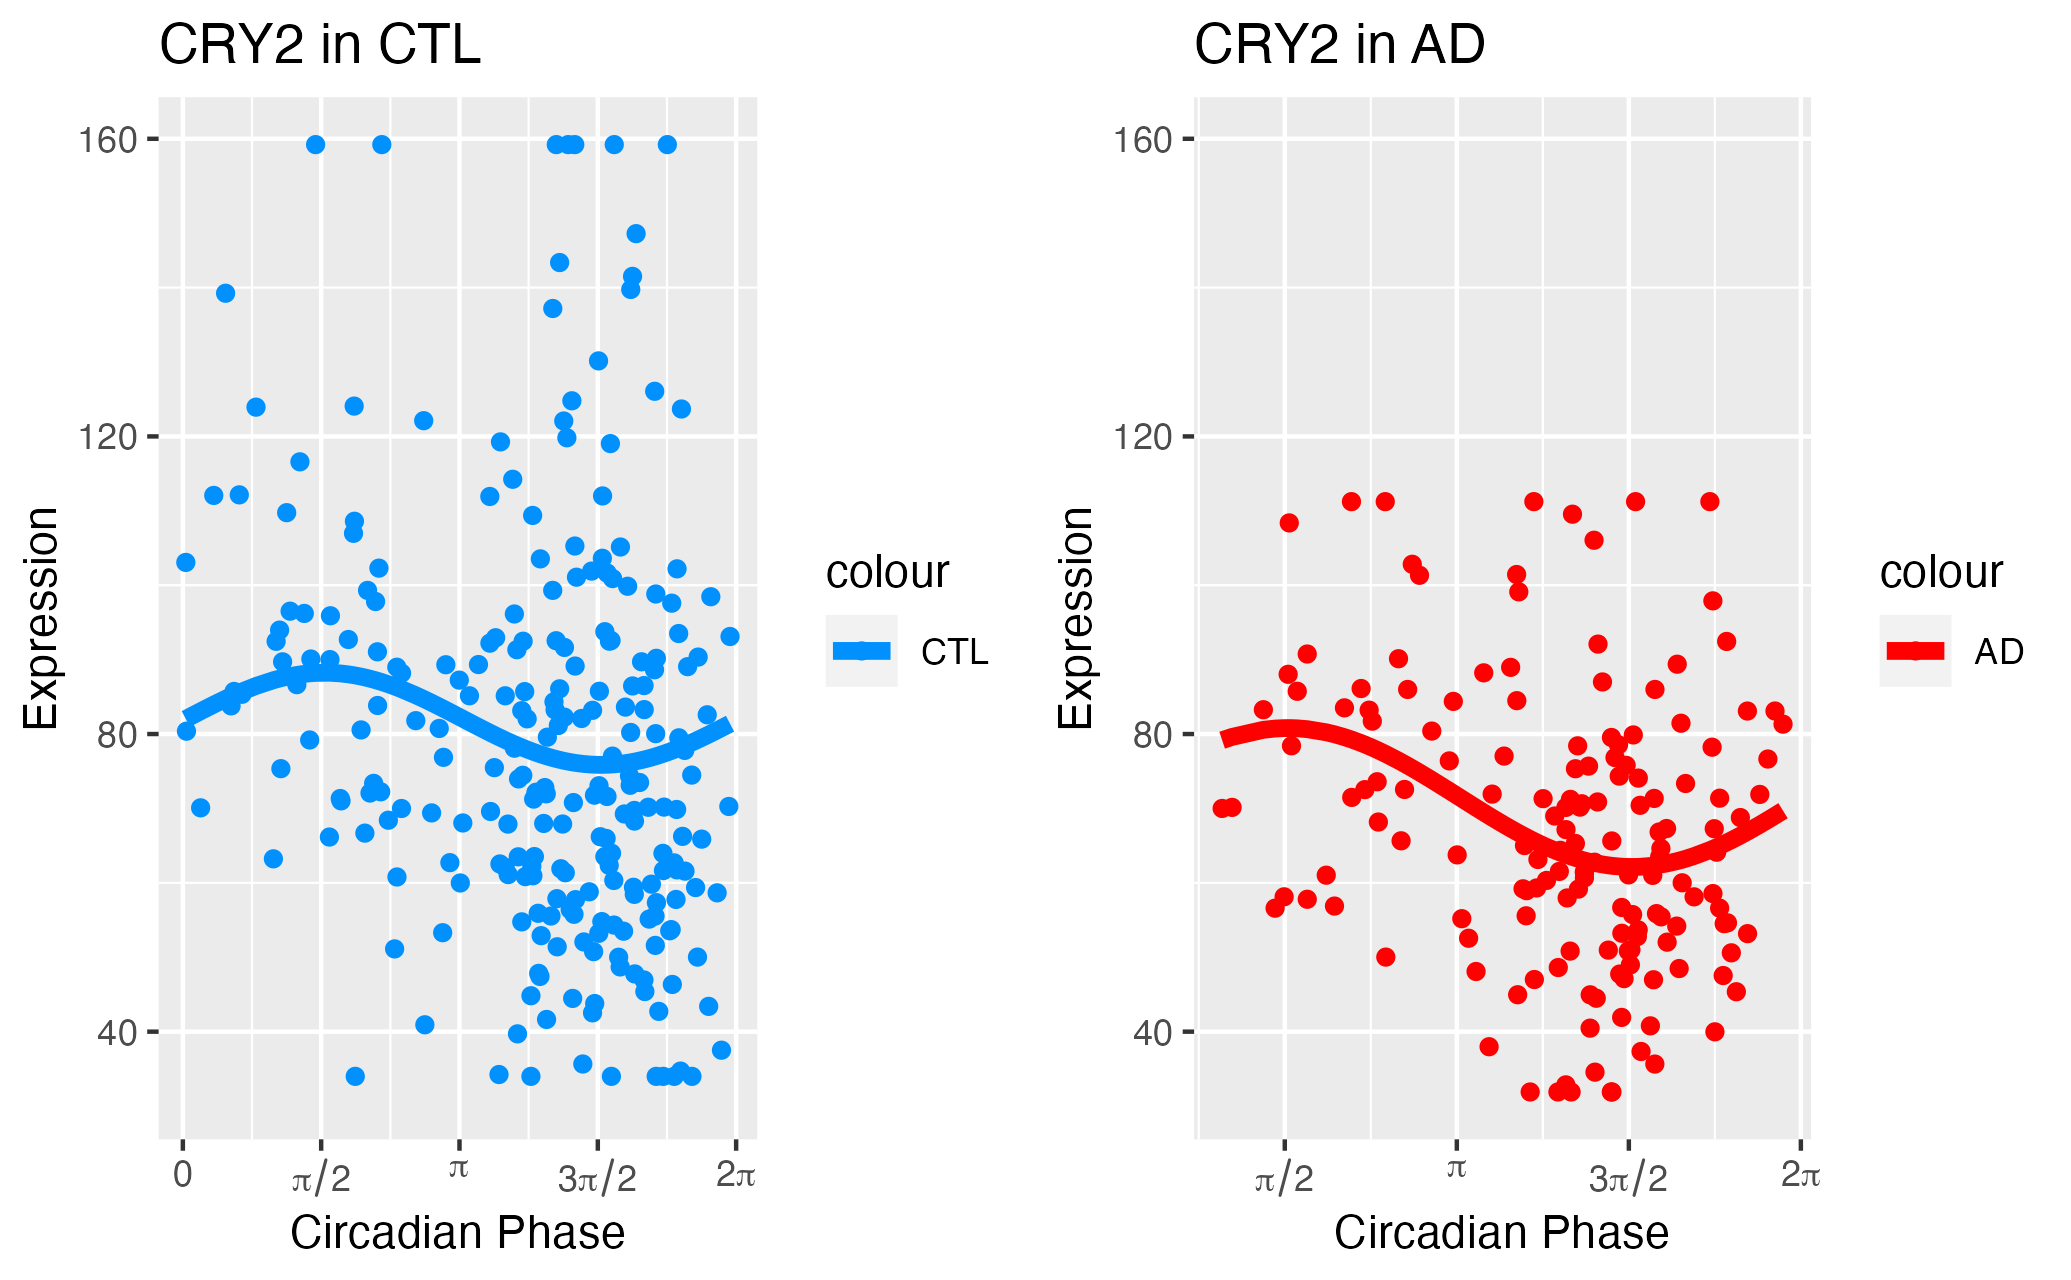 CRY2 in CTL
160
120
80
40
Expression
0
π/2
π
3π/2
2π
Circadian Phase
colour
CTL
CRY2 in AD
160
120
80
40
Expression
π/2
π
3π/2
2π
Circadian Phase
colour
AD